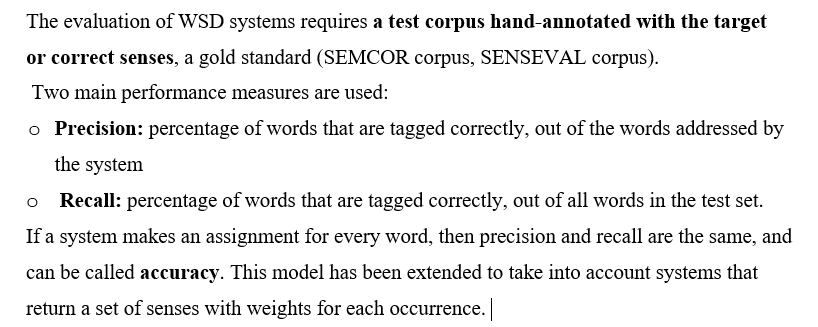 The evaluation of WSD systems requires a test corpus hand-annotated with the target
or correct senses, a gold standard (SEMCOR corpus, SENSEVAL corpus).
Two main performance measures are used:
o Precision: percentage of words that are tagged correctly, out of the words addressed by
the system
o Recall: percentage of words that are tagged correctly, out of all words in the test set.
If a system makes an assignment for every word, then precision and recall are the same, and
can be called accuracy. This model has been extended to take into account systems that
return a set of senses with weights for each occurrence.